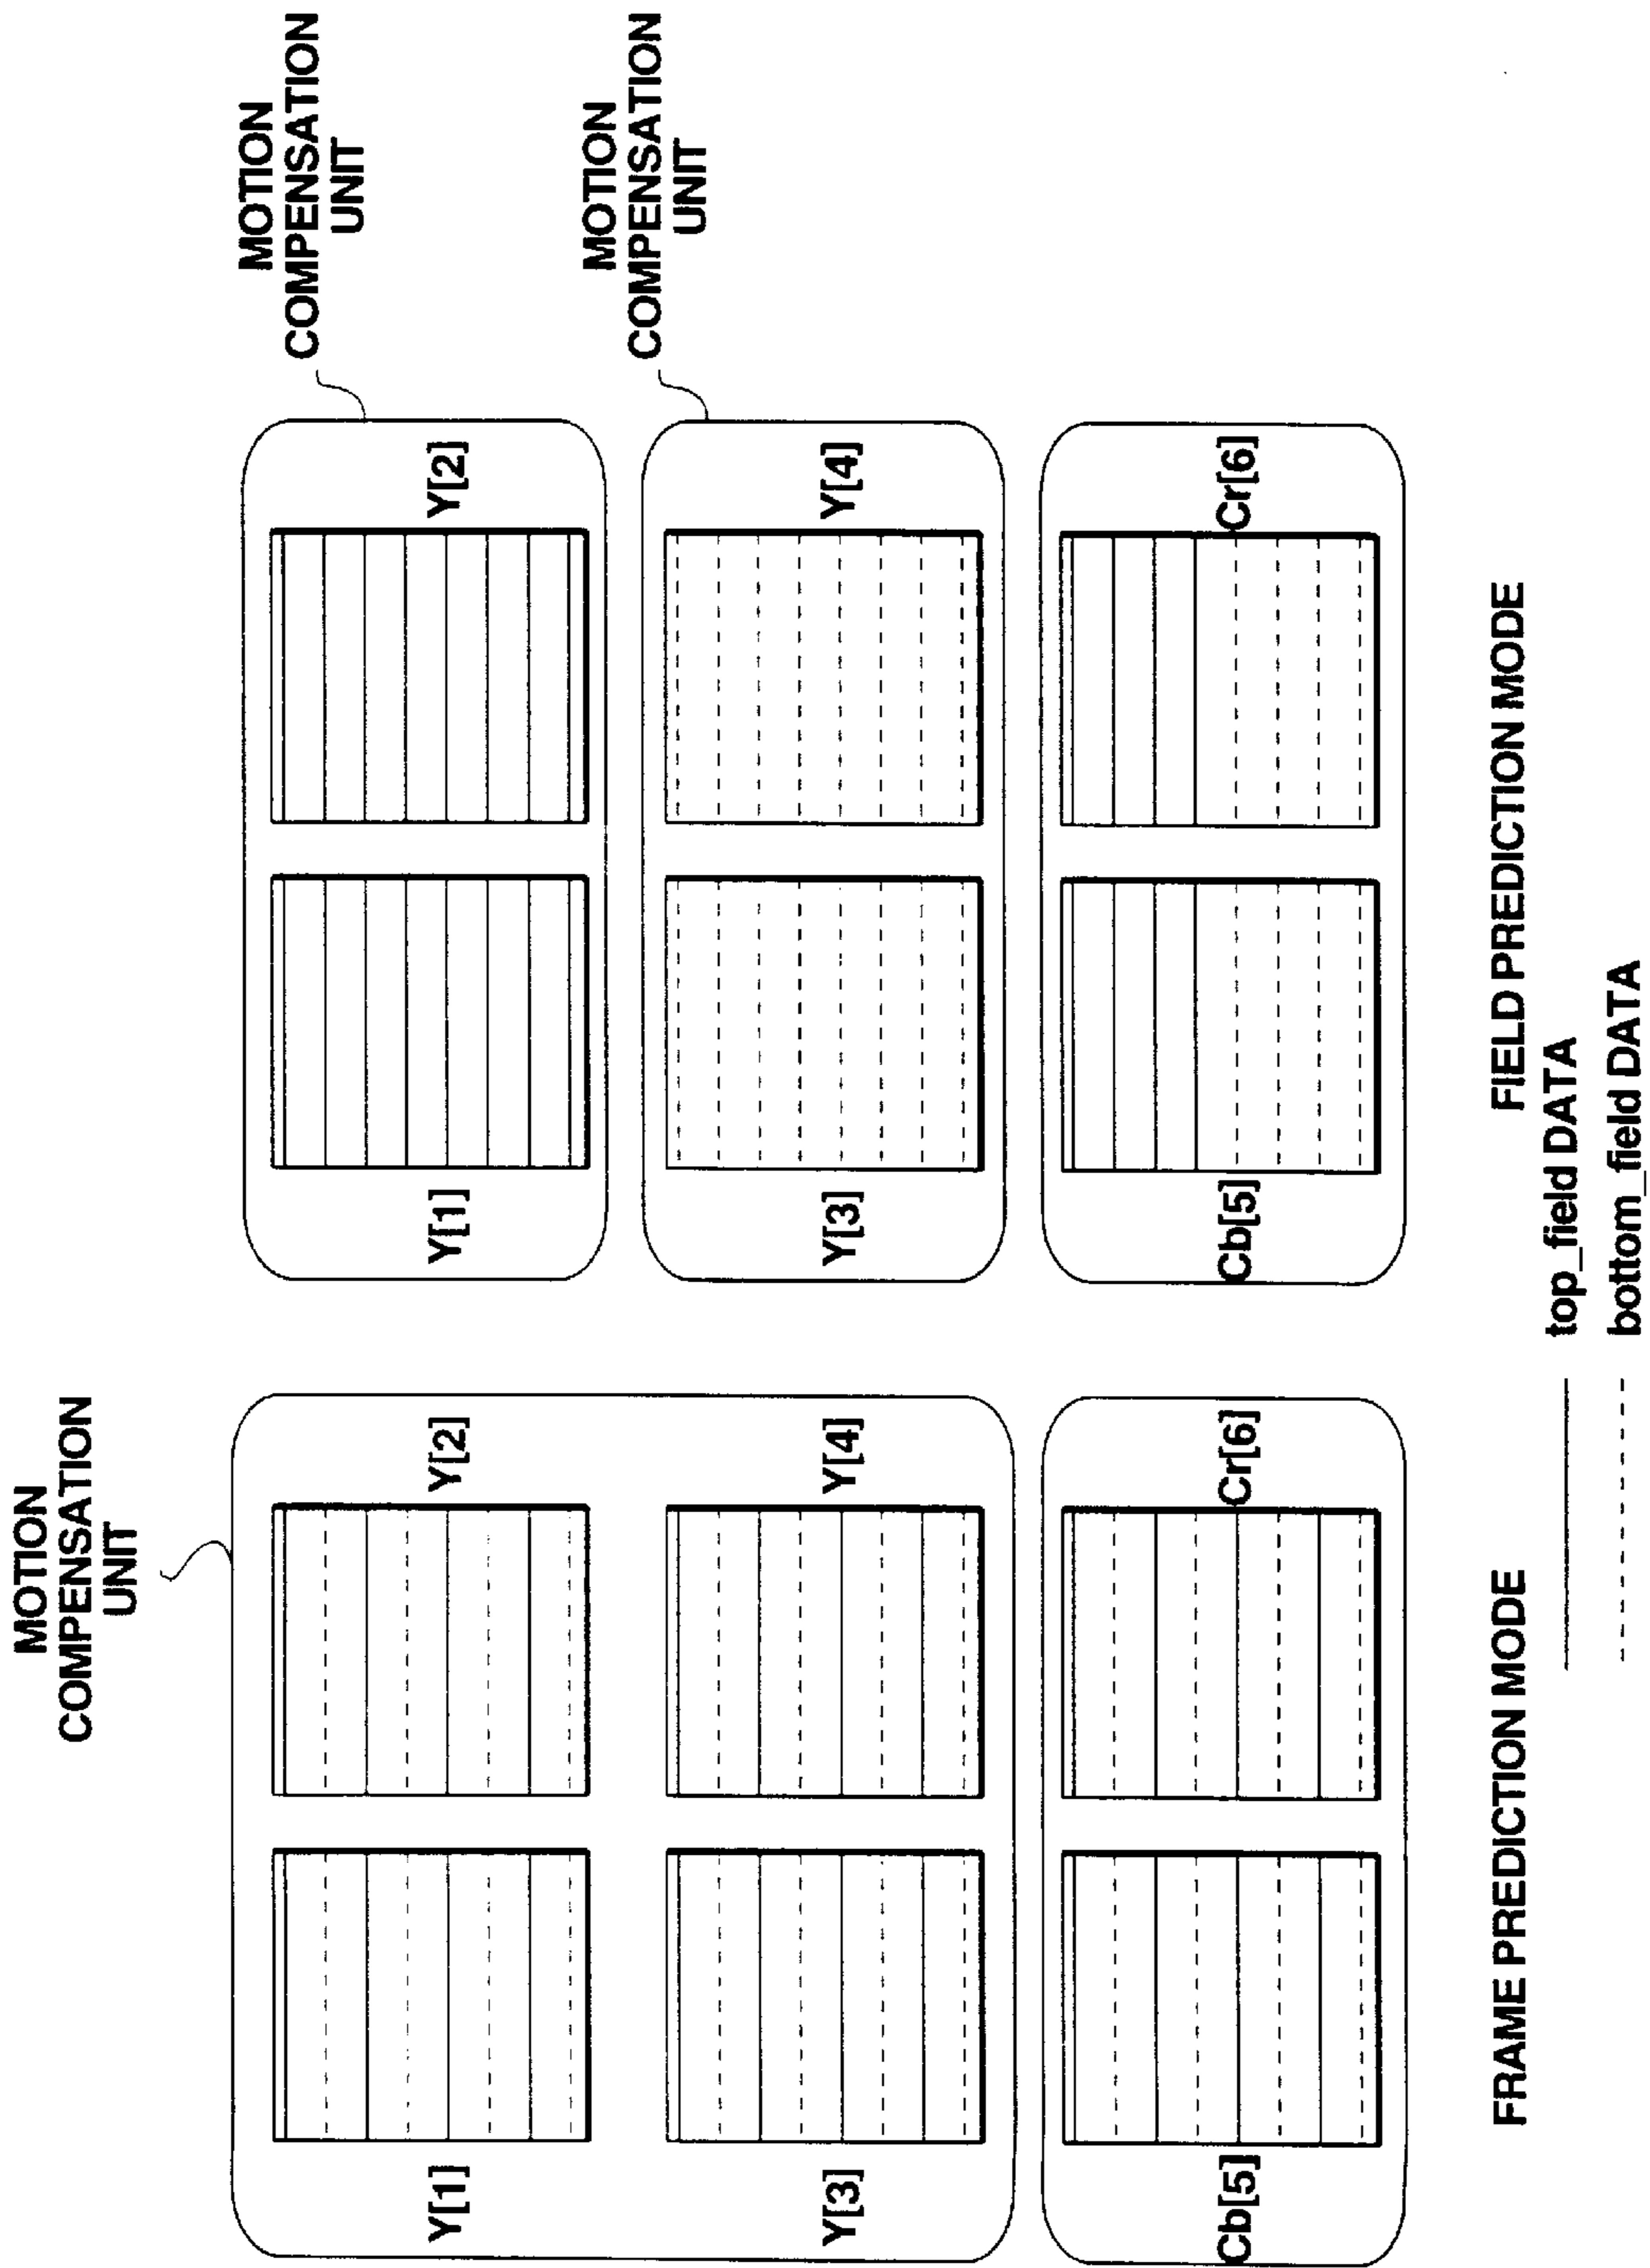 MOTION
COMPENSATION
UNIT
Y[1]
Y[2]
Y[3]
Y[4]
Cb[5]
Cr[6]
FRAME PREDICTION MODE
MOTION
COMPENSATION
UNIT
MOTION
COMPENSATION
UNIT
Y[1]
Y[2]
Y[3]
Y[4]
Cb[5]
Cr[6]
FIELD PREDICTION MODE
top_field DATA
bottom_field DATA